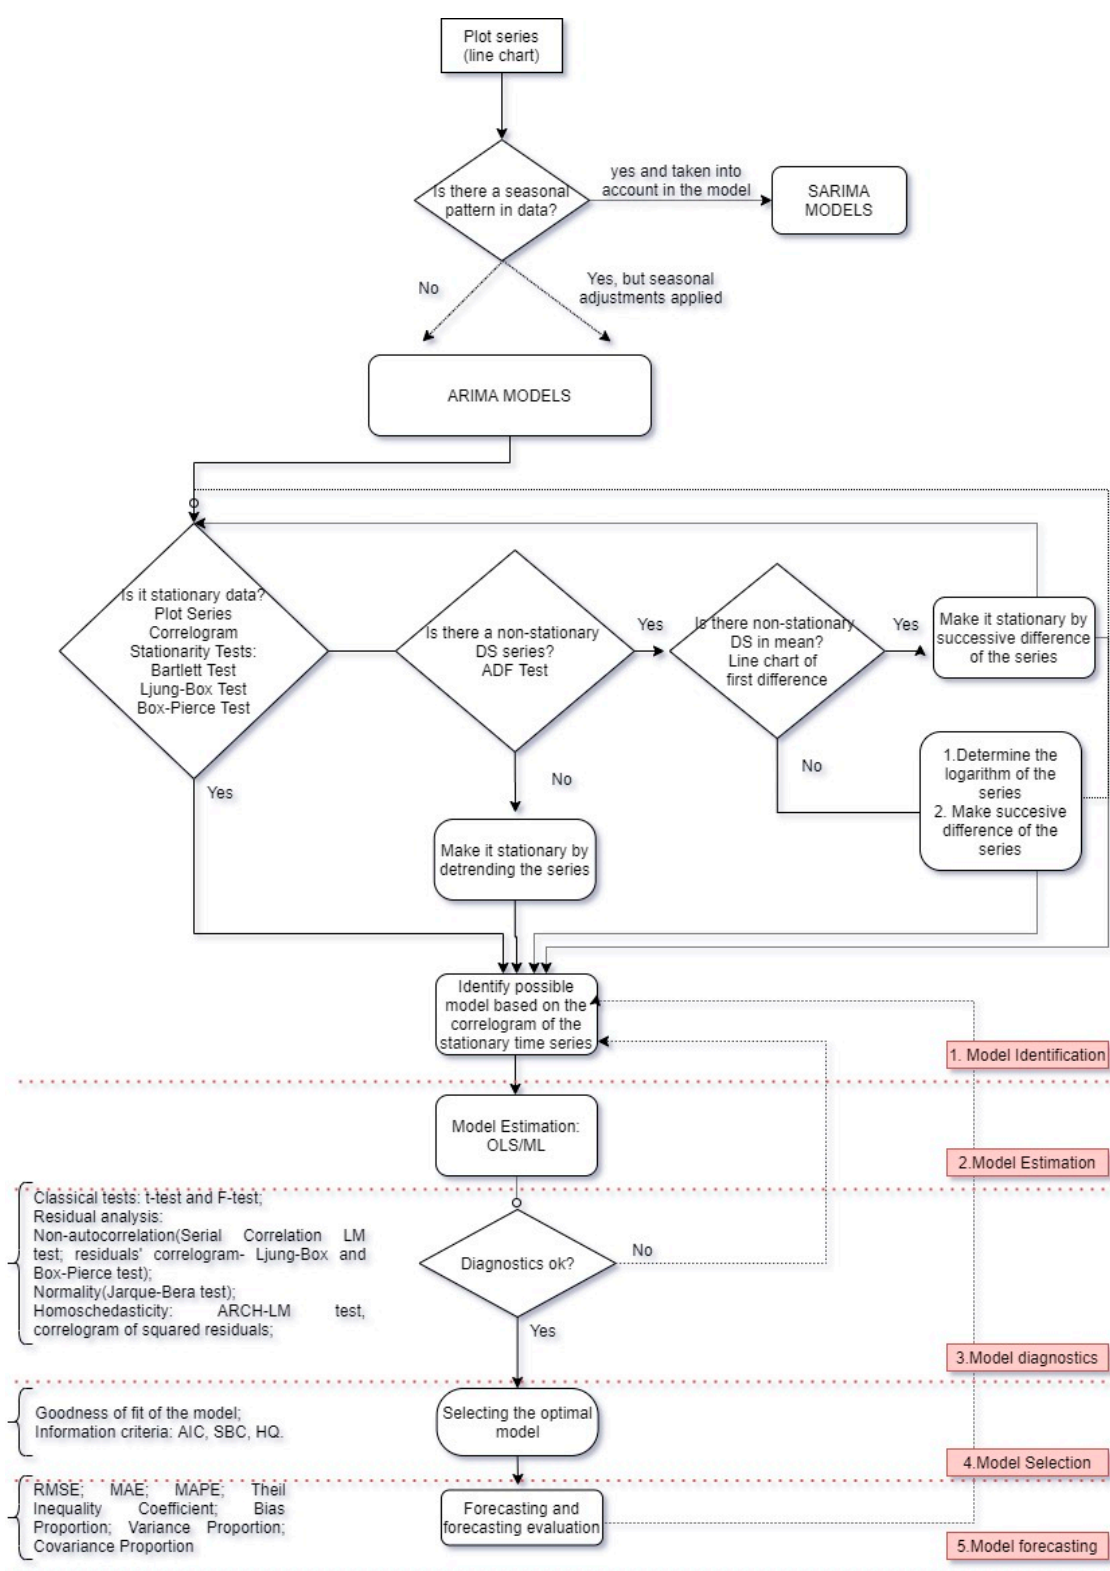 Plot series
(line chart)
Is there a seasonal
pattern in data?
yes and taken into
account in the model
SARIMA
MODELS
No
Yes, but seasonal
adjustments applied
ARIMA MODELS
Is it stationary data?
Plot Series
Correlogram
Stationarity Tests:
Bartlett Test
Ljung-Box Test
Box-Pierce Test
Is there a non-stationary
DS series?
ADF Test
Yes
Is there non-stationary
DS in mean?
Line chart of
first difference
Yes
Make it stationary by
successive difference
of the series
Yes
No
No
1.Determine the
logarithm of the
series
2. Make succesive
difference of the
series
Make it stationary by
detrending the series
Identify possible
model based on the
correlogram of the
stationary time series
1. Model Identification
Model Estimation:
OLS/ML
2.Model Estimation
Classical tests: t-test and F-test;
Residual analysis:
Non-autocorrelation(Serial Correlation LM
test; residuals' correlogram- Ljung-Box and
Box-Pierce test);
Normality(Jarque-Bera test);
Homoschedasticity: ARCH-LM test,
correlogram of squared residuals;
Diagnostics ok?
No
Yes
3.Model diagnostics
Goodness of fit of the model;
Information criteria: AIC, SBC, HQ.
Selecting the optimal
model
4.Model Selection
RMSE; MAE; MAPE; Theil
Inequality Coefficient; Bias
Proportion; Variance Proportion;
Covariance Proportion
Forecasting and
forecasting evaluation
5.Model forecasting